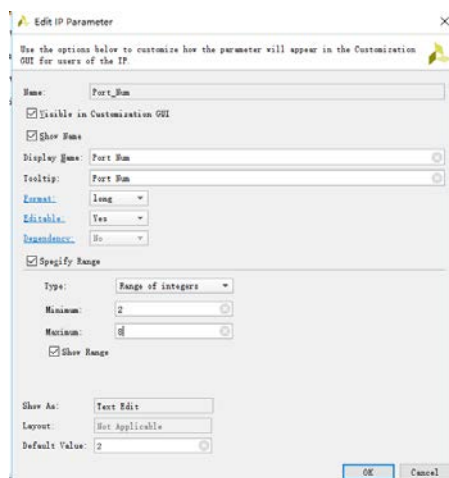 Edit IP Parameter
Use the options below to customize how the parameter will appear in the Customization
GUI for users of the IP.
Name: Port_Num
Visible in Customization GUI
Show Name
Display Name: Port Num
Tooltip: Port Num
Format: long
Editable: Yes
Dependency: No
Specify Range
Type: Range of integers
Minimum: 2
Maximum: 8
Show Range
Show As: Text Edit
Layout: Not Applicable
Default Value: 2
OK Cancel